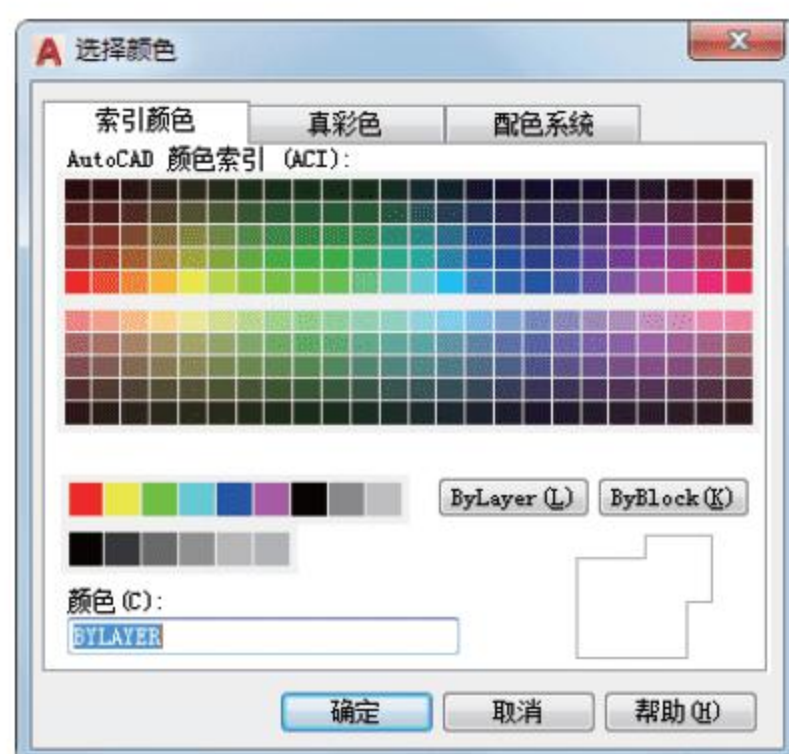 选择颜色
索引颜色 真彩色 配色系统
AutoCAD 颜色索引 (ACI):
ByLayer(L) ByBlock(K)
颜色(C):
BYLAYER
确定 取消 帮助(H)